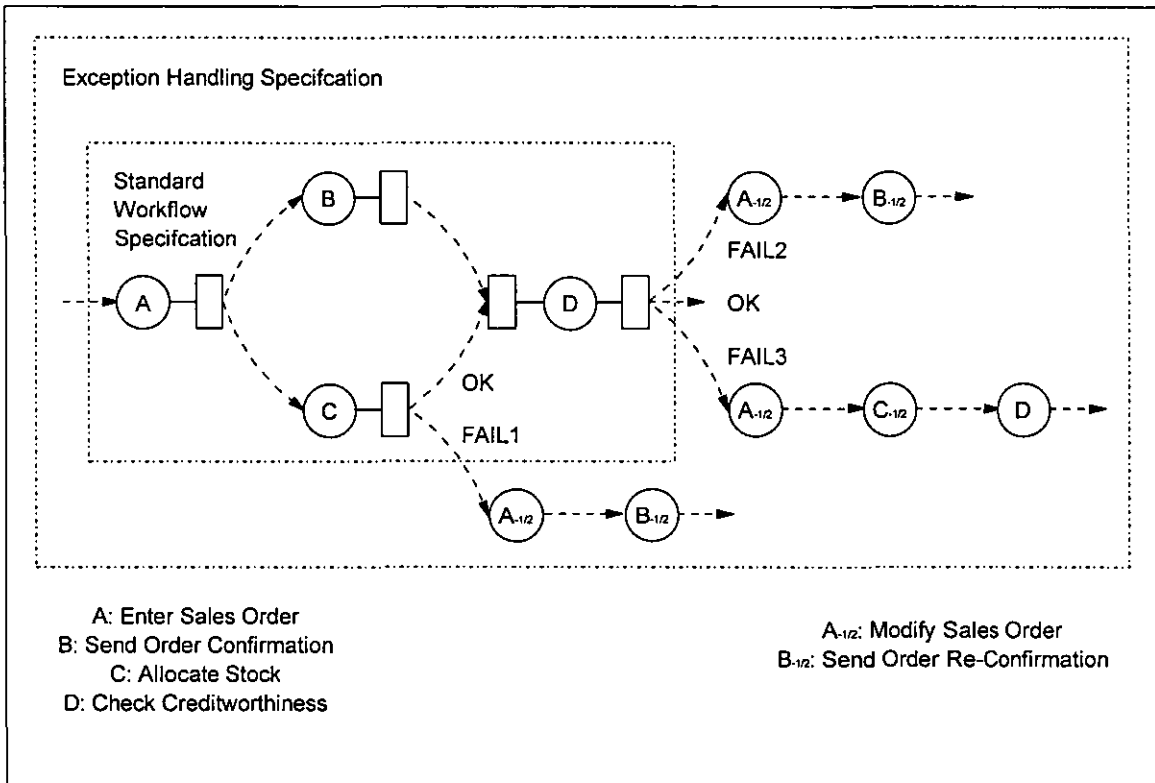 Exception Handling Specifcation
Standard
Workflow
Specifcation
B
A-1/2
B-1/2
FAIL2
A
D
OK
FAIL3
OK
C
FAIL1
A-1/2
C-1/2
D
A-1/2
B-1/2
A: Enter Sales Order
B: Send Order Confirmation
C: Allocate Stock
D: Check Creditworthiness
A-1/2: Modify Sales Order
B-1/2: Send Order Re-Confirmation